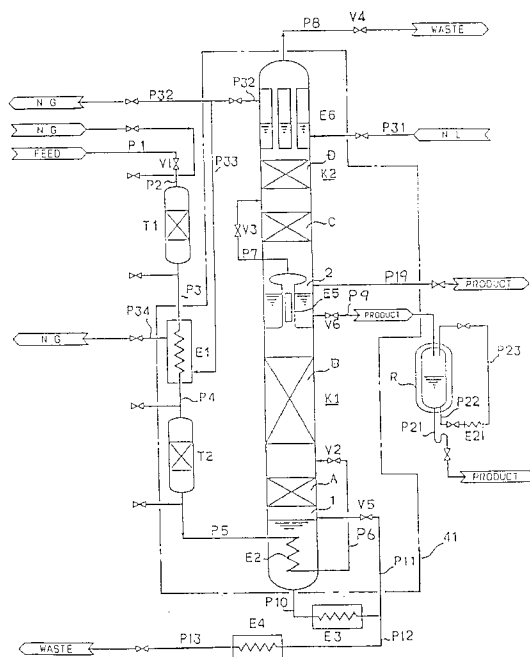 P8
V4
WASTE
N G
P32
P32
E6
N G
P31
N L
FEED
P1
V1
P2
P33
D
K2
T1
C
V3
P7
P3
2
P19
PRODUCT
E5
P9
V6
PRODUCT
P34
N G
E1
B
P23
R
P22
P4
K1
P21
E21
T2
V2
PRODUCT
A
V5
1
P5
P6
41
E2
P11
P10
E3
E4
P12
WASTE
P13